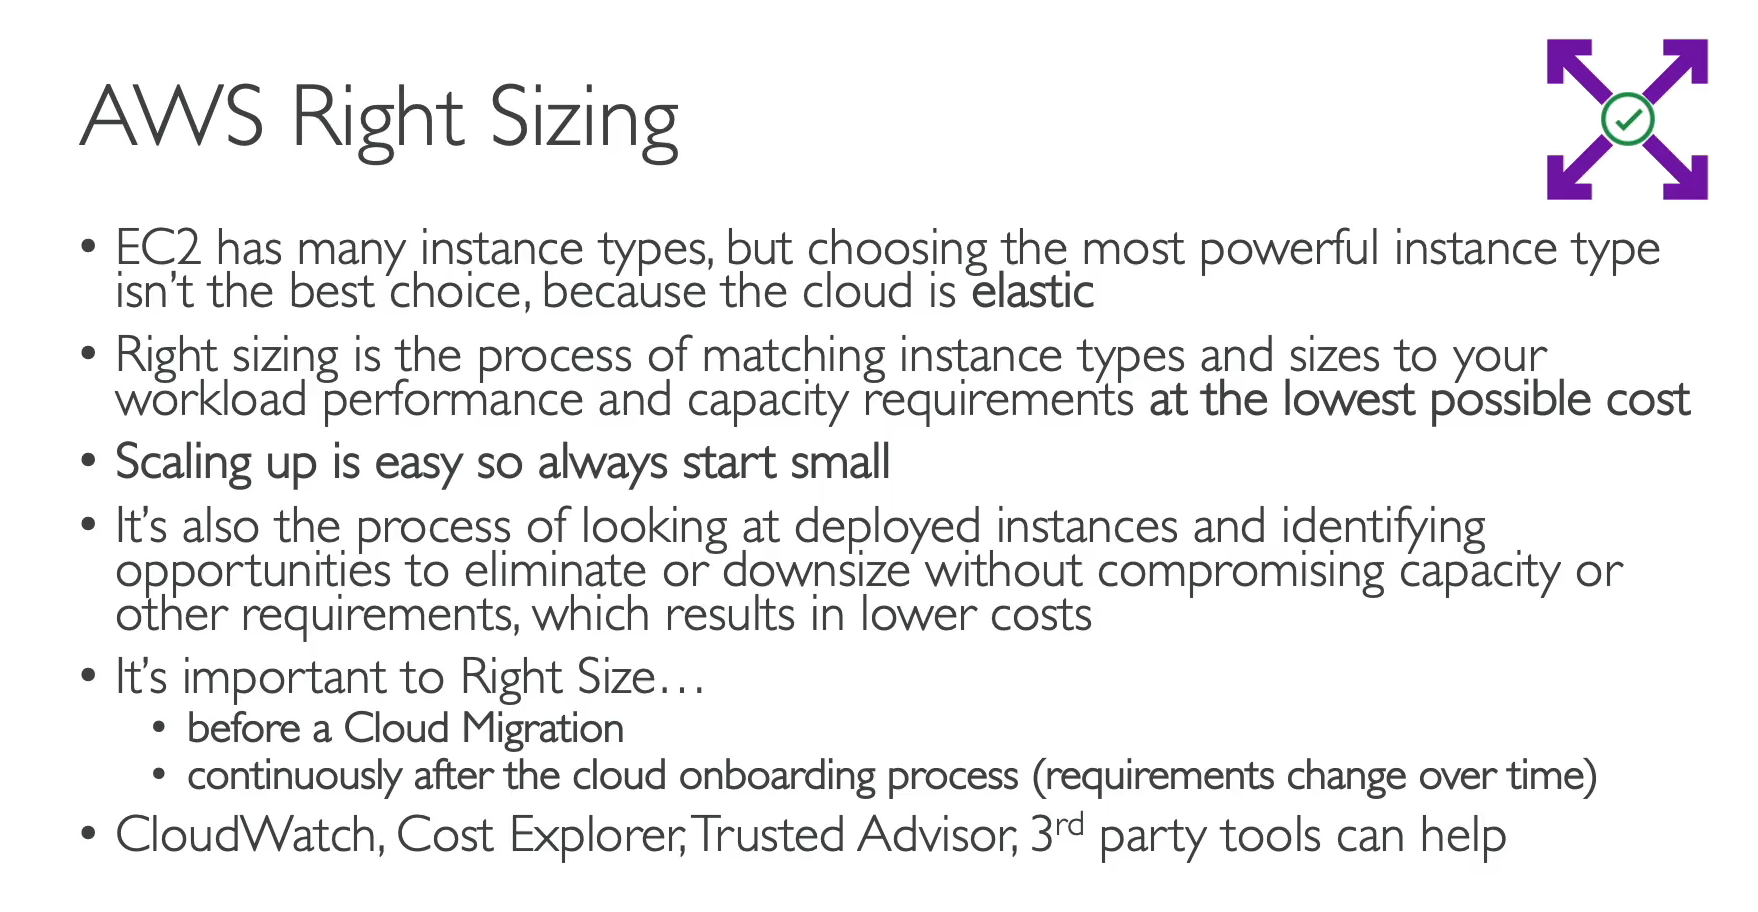 AWS Right Sizing
• EC2 has many instance types, but choosing the most powerful instance type
isn’t the best choice, because the cloud is elastic
• Right sizing is the process of matching instance types and sizes to your
workload performance and capacity requirements at the lowest possible cost
• Scaling up is easy so always start small
• It’s also the process of looking at deployed instances and identifying
opportunities to eliminate or downsize without compromising capacity or
other requirements, which results in lower costs
• It’s important to Right Size…
• before a Cloud Migration
• continuously after the cloud onboarding process (requirements change over time)
• CloudWatch, Cost Explorer, Trusted Advisor, 3rd party tools can help